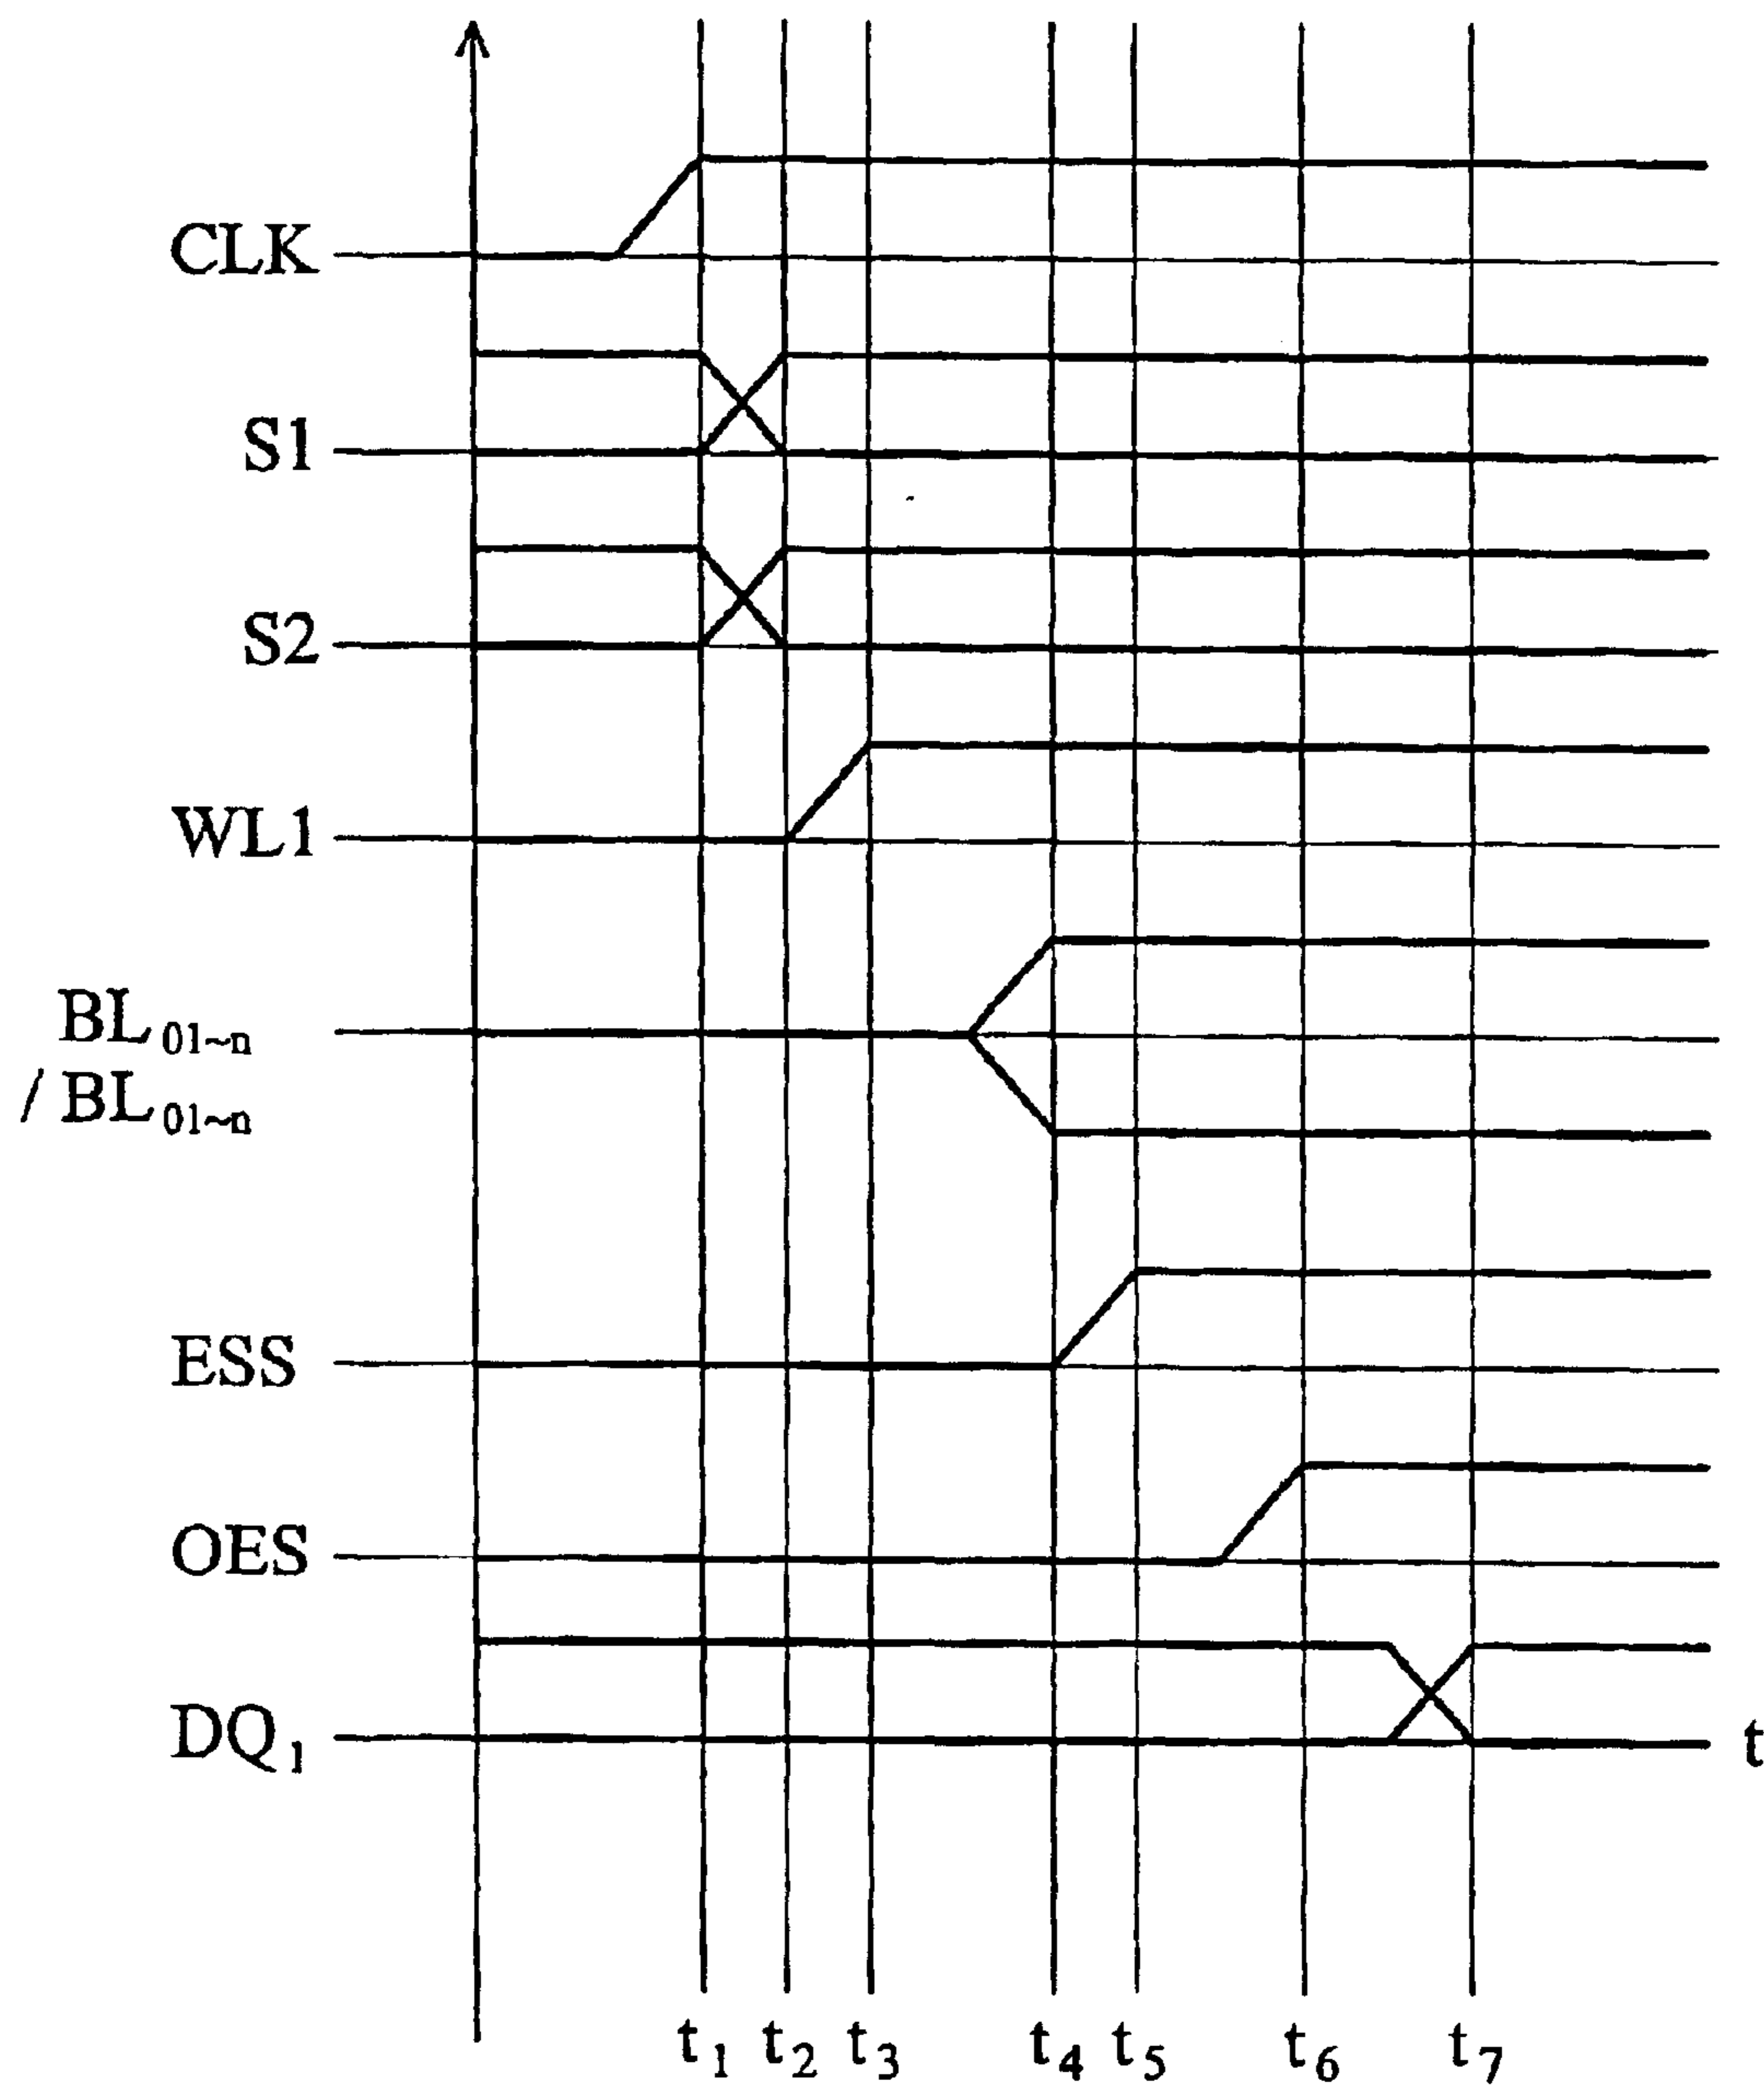 CLK
S1
S2
WL1
BL01~n
/ BL01~n
ESS
OES
DQ1
t
t1 t2 t3 t4 t5 t6 t7